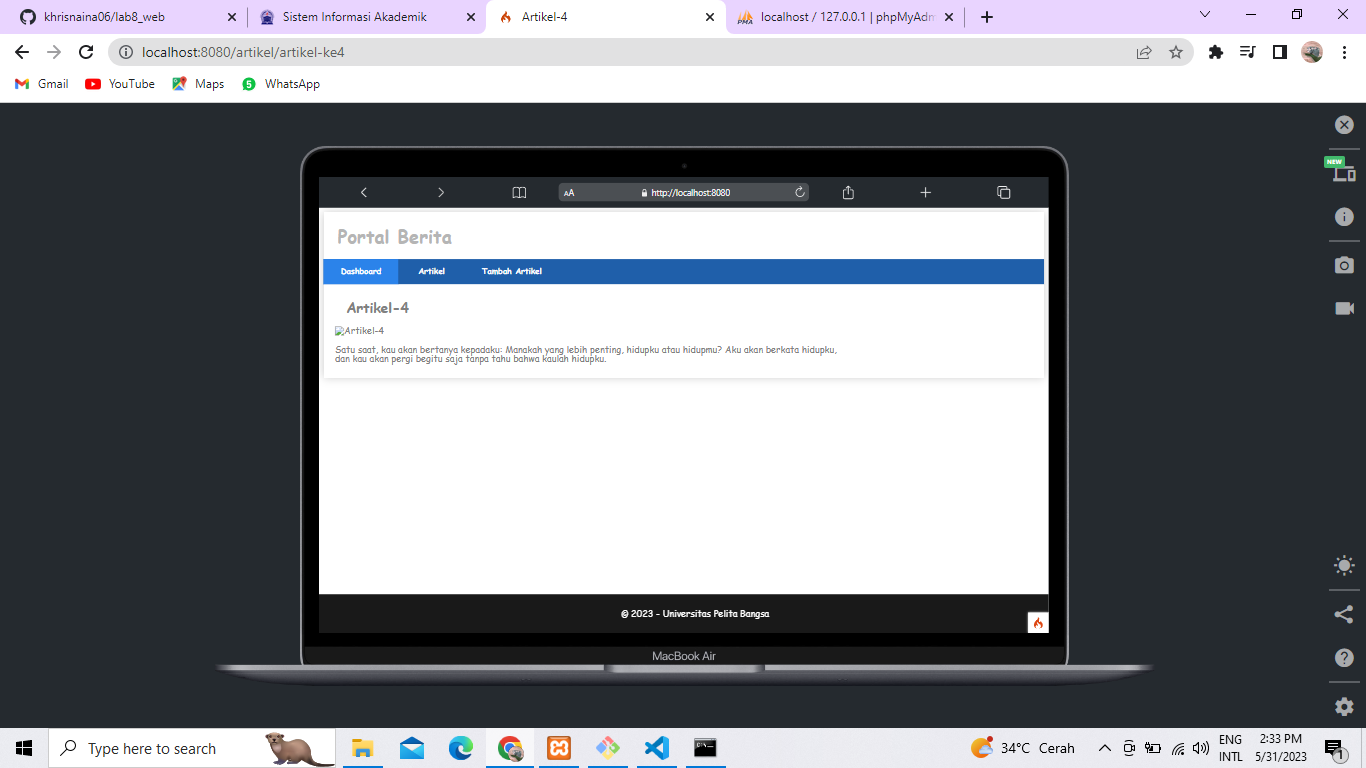 khrisnaina06/lab8_web
Sistem Informasi Akademik
Artikel-4
localhost / 127.0.0.1 | phpMyAdm
localhost:8080/artikel/artikel-ke4
Gmail
YouTube
Maps
5
WhatsApp
NEW
AA
http://localhost:8080
Portal Berita
Dashboard
Artikel
Tambah Artikel
Artikel-4
Artikel-4
Satu saat, kau akan bertanya kepadaku: Manakah yang lebih penting, hidupku atau hidupmu? Aku akan berkata hidupku,
dan kau akan pergi begitu saja tanpa tahu bahwa kaulah hidupku.
© 2023 - Universitas Pelita Bangsa
MacBook Air
Type here to search
34°C Cerah
ENG
INTL
2:33 PM
5/31/2023
1